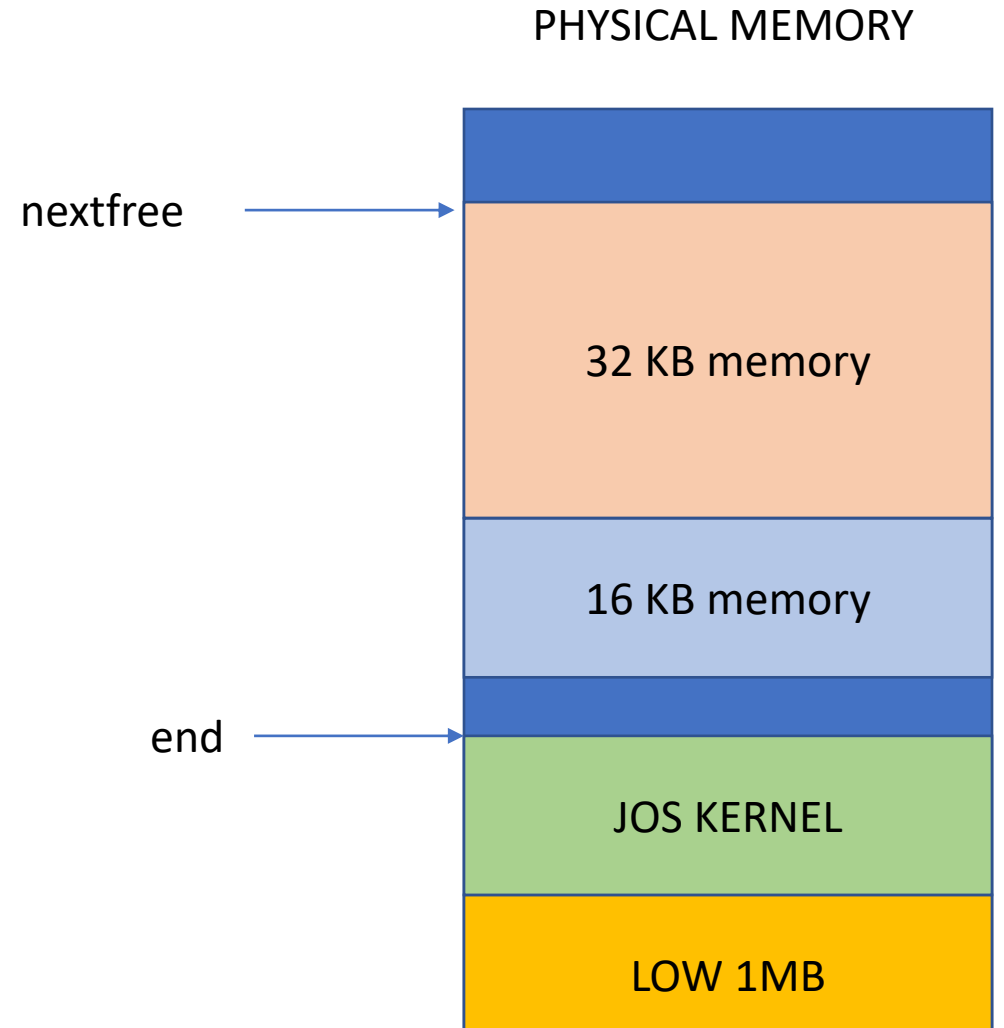 PHYSICAL MEMORY
nextfree
32 KB memory
16 KB memory
end
JOS KERNEL
LOW 1MB